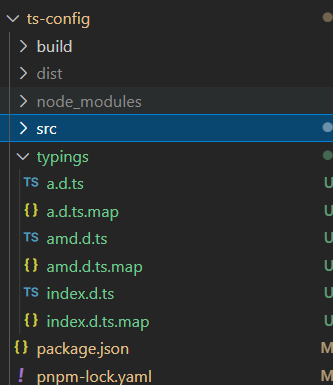 ts-config
build
dist
node_modules
src
typings
TS a.d.ts U
{} a.d.ts.map U
TS amd.d.ts U
{} amd.d.ts.map U
TS index.d.ts U
{} index.d.ts.map U
{} package.json M
! pnpm-lock.yaml M